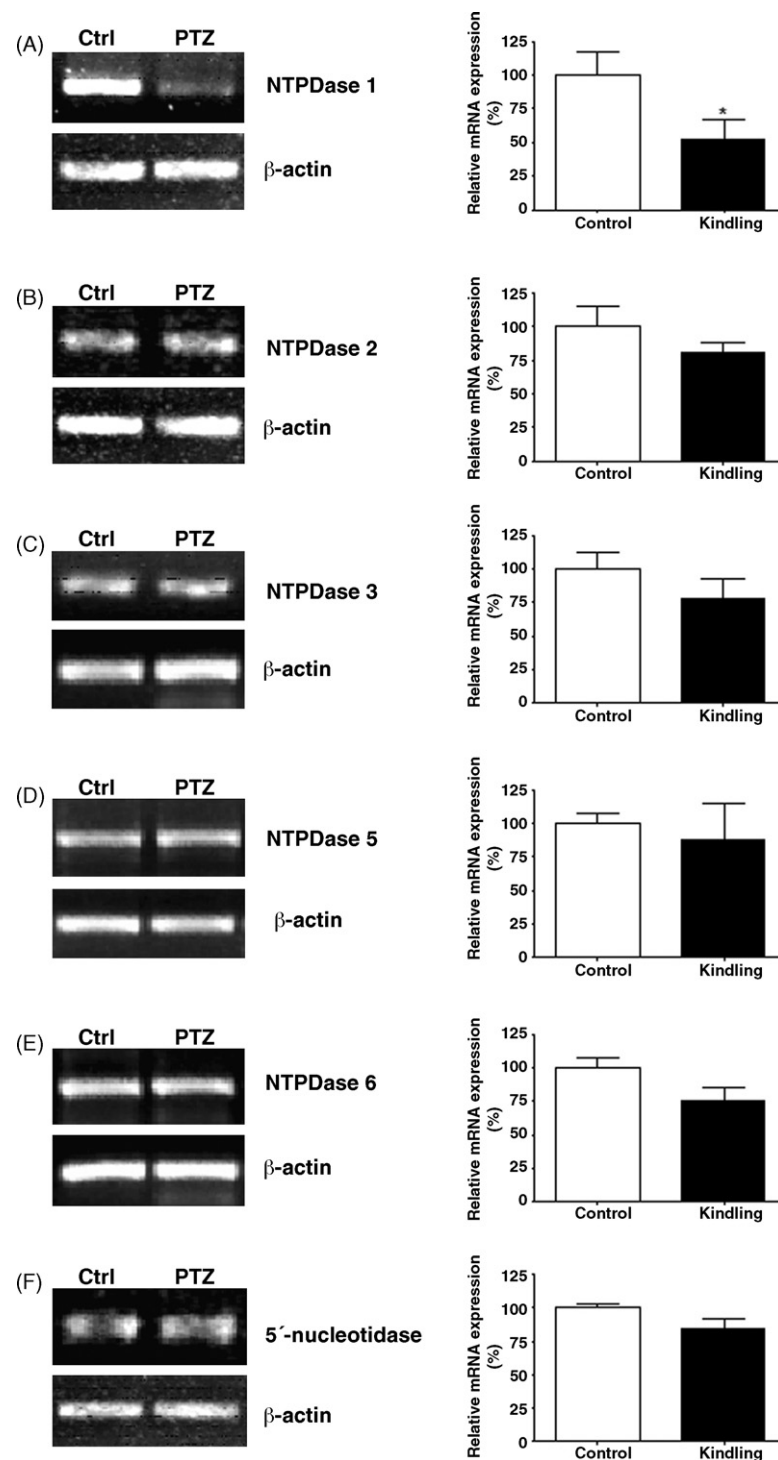 (A)
Ctrl PTZ
NTPDase 1
β-actin
Relative mRNA expression
(%)
125
100
75
50
25
0
*
Control Kindling
(B)
Ctrl PTZ
NTPDase 2
β-actin
Relative mRNA expression
(%)
125
100
75
50
25
0
Control Kindling
(C)
Ctrl PTZ
NTPDase 3
β-actin
Relative mRNA expression
(%)
125
100
75
50
25
0
Control Kindling
(D)
Ctrl PTZ
NTPDase 5
β-actin
Relative mRNA expression
(%)
125
100
75
50
25
0
Control Kindling
(E)
Ctrl PTZ
NTPDase 6
β-actin
Relative mRNA expression
(%)
125
100
75
50
25
0
Control Kindling
(F)
Ctrl PTZ
5´-nucleotidase
β-actin
Relative mRNA expression
(%)
125
100
75
50
25
0
Control Kindling